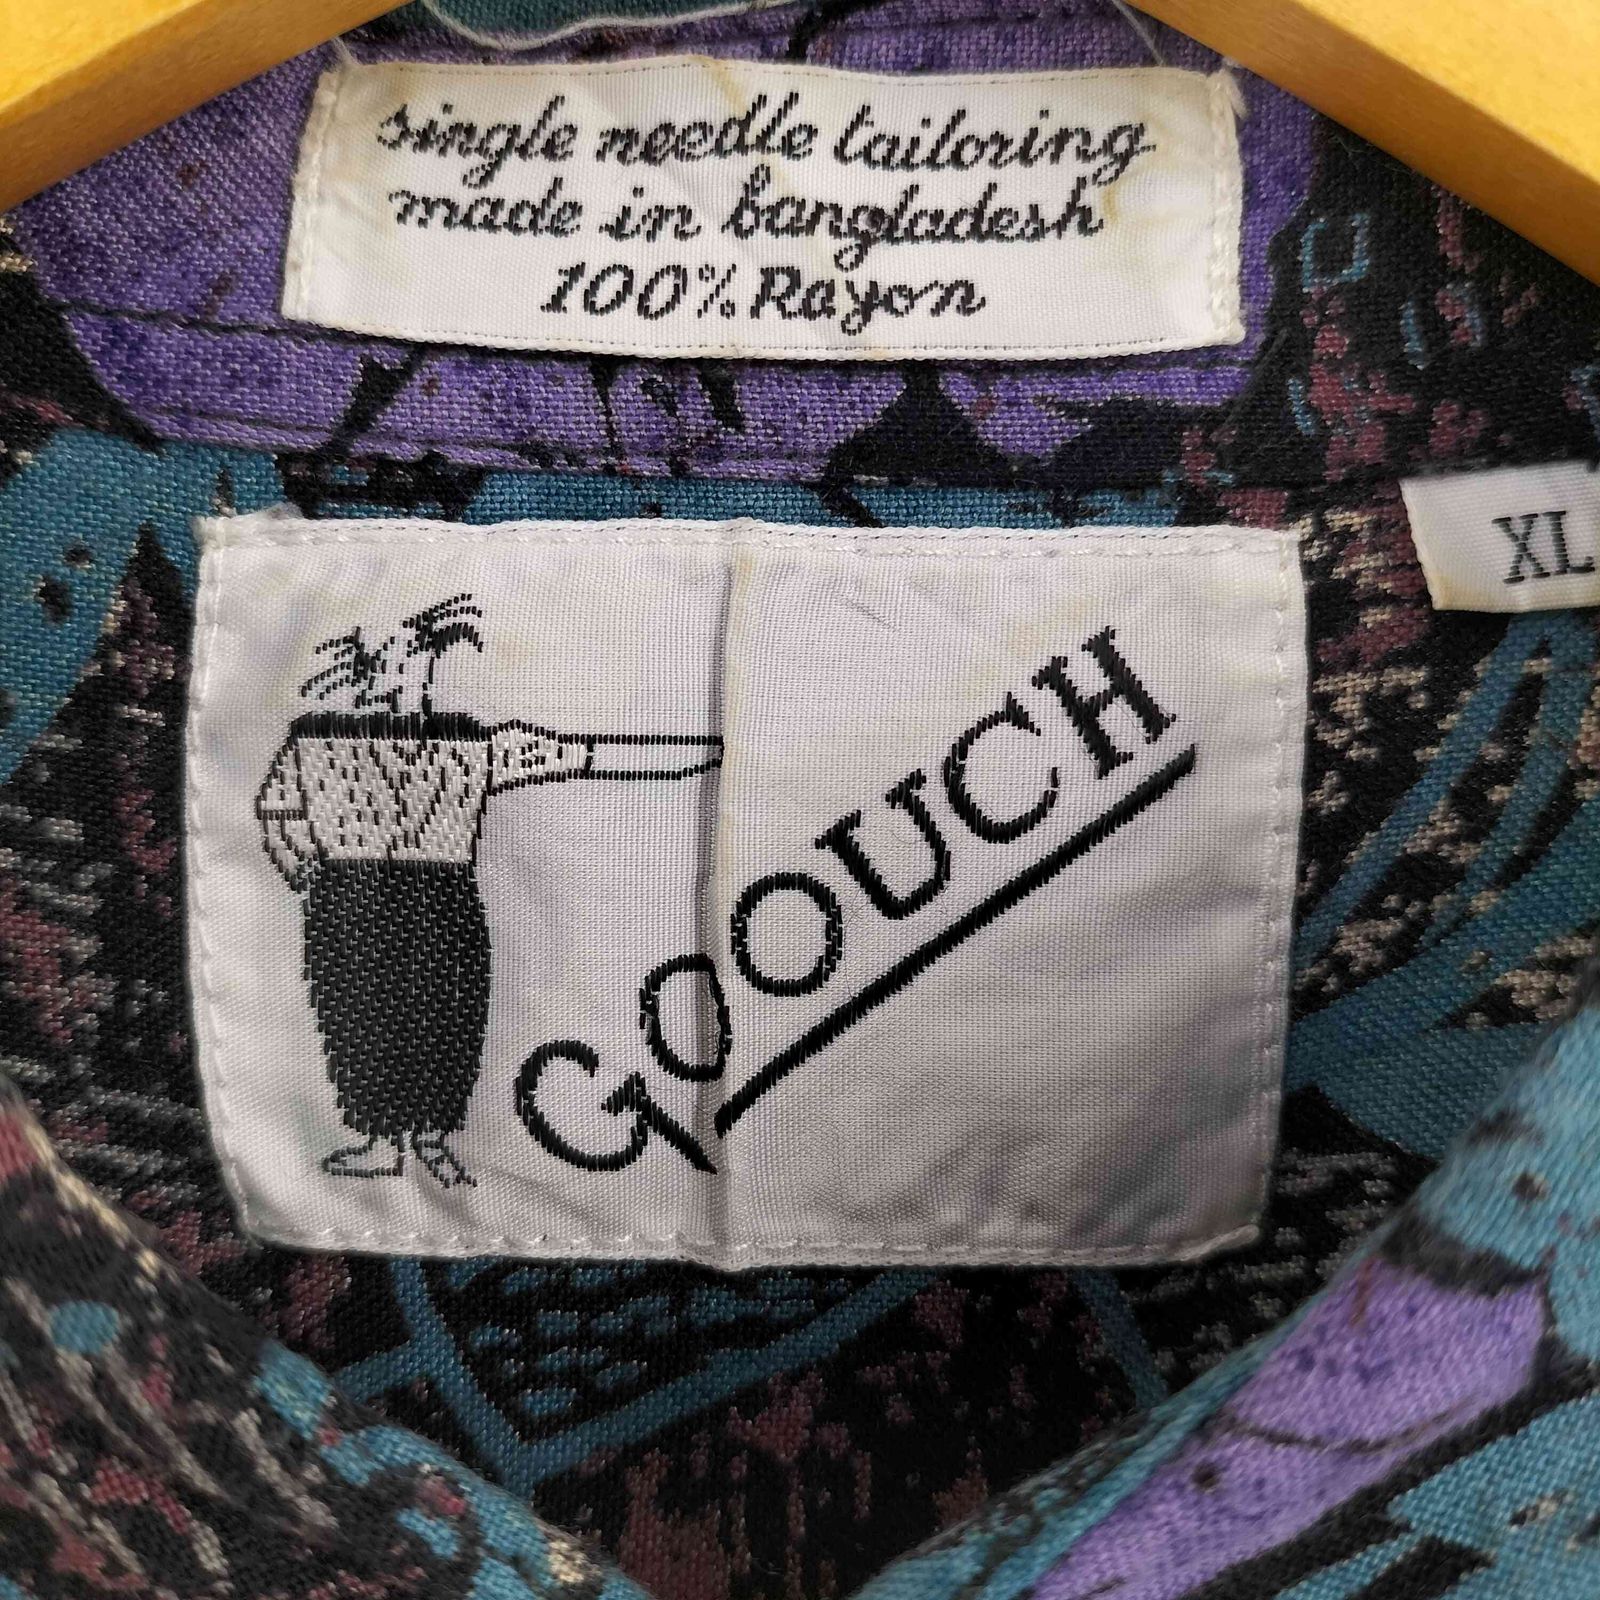 single needle tailoring
made in bangladesh
100% Rayon
XL
GOOUCH